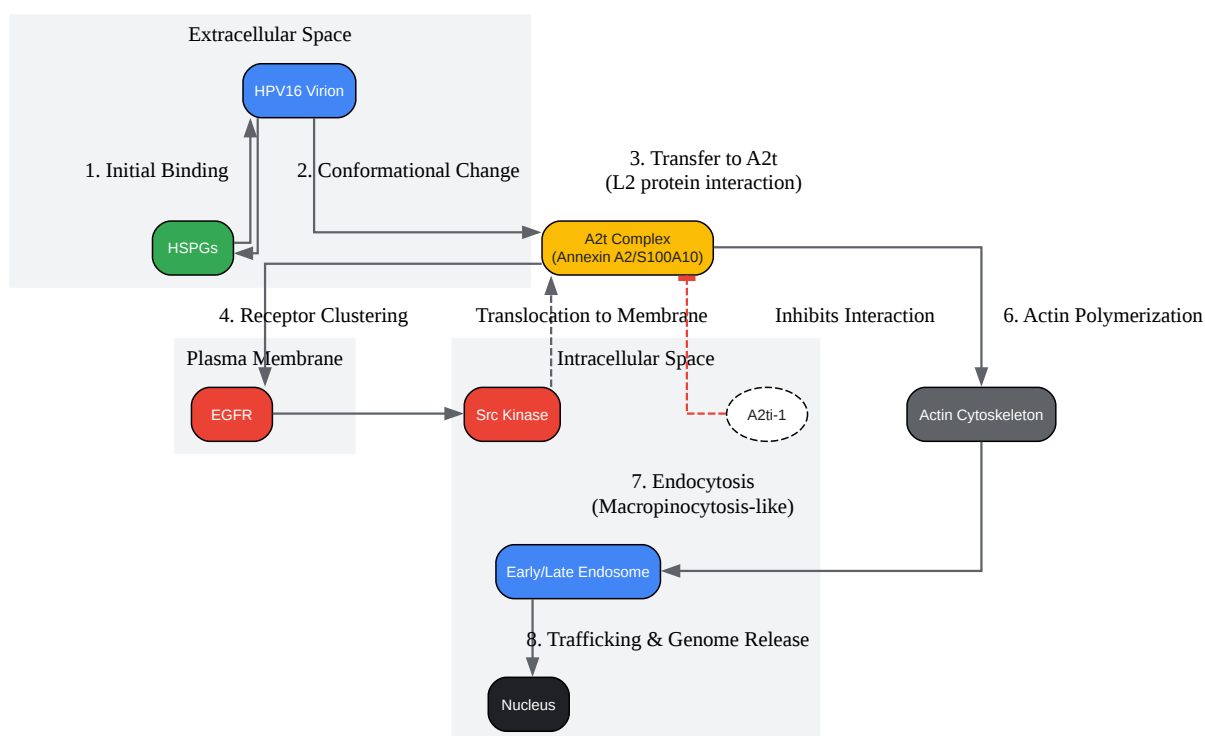 Extracellular Space
HPV16 Virion
1. Initial Binding
2. Conformational Change
3. Transfer to A2t
(L2 protein interaction)
HSPGs
A2t Complex
(Annexin A2/S100A10)
4. Receptor Clustering
Translocation to Membrane
Inhibits Interaction
6. Actin Polymerization
Plasma Membrane
Intracellular Space
EGFR
Src Kinase
A2ti-1
Actin Cytoskeleton
7. Endocytosis
(Macropinocytosis-like)
Early/Late Endosome
8. Trafficking & Genome Release
Nucleus